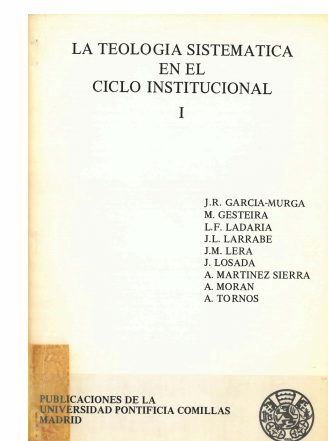 LA TEOLOGIA SISTEMATICA
EN EL
CICLO INSTITUCIONAL
I
J.R. GARCIA-MURGA
M. GESTEIRA
L.F. LADARIA
J.L. LARRABE
J.M. LERA
J. LOSADA
A. MARTINEZ SIERRA
A. MORAN
A. TORNOS
PUBLICACIONES DE LA
UNIVERSIDAD PONTIFICIA COMILLAS
MADRID